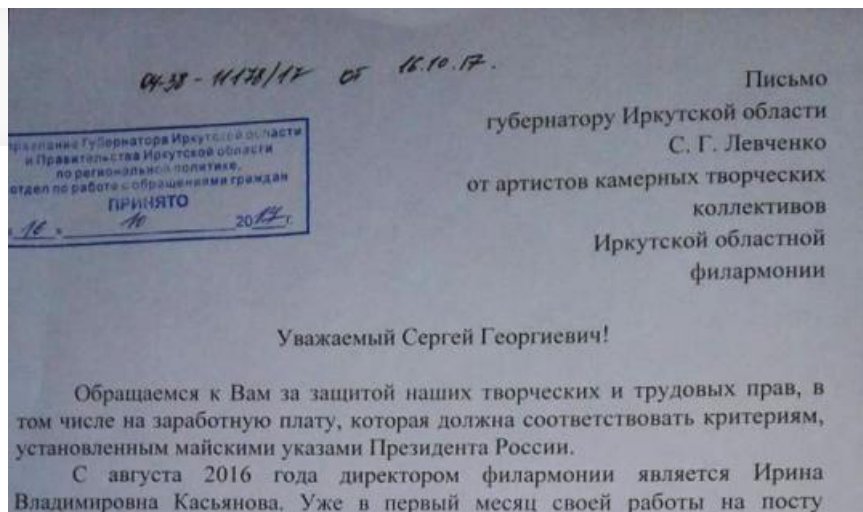 04-38-11178/17 от 16.10.17.
Губернатора Иркутской области
и Правительства Иркутской области
по региональной политике,
отдел по работе с обращениями граждан
ПРИНЯТО
16 » 10 2017 г.
Письмо
губернатору Иркутской области
С. Г. Левченко
от артистов камерных творческих
коллективов
Иркутской областной
филармонии
Уважаемый Сергей Георгиевич!
Обращаемся к Вам за защитой наших творческих и трудовых прав, в
том числе на заработную плату, которая должна соответствовать критериям,
установленным майскими указами Президента России.
С августа 2016 года директором филармонии является Ирина
Владимировна Касьянова. Уже в первый месяц своей работы на посту